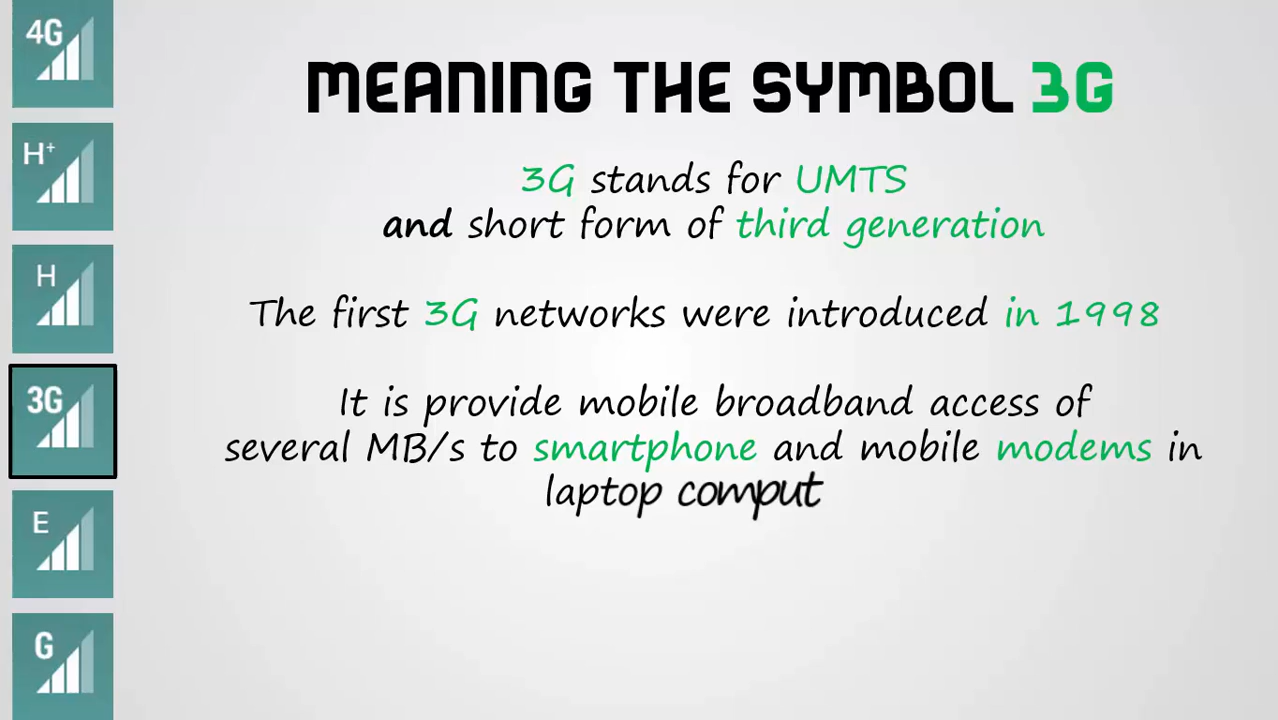 4G
H+
H
3G
E
G
MEANING THE SYMBOL 3G
3G stands for UMTS
and short form of third generation
The first 3G networks were introduced in 1998
It is provide mobile broadband access of
several MB/s to smartphone and mobile modems in
laptop comput